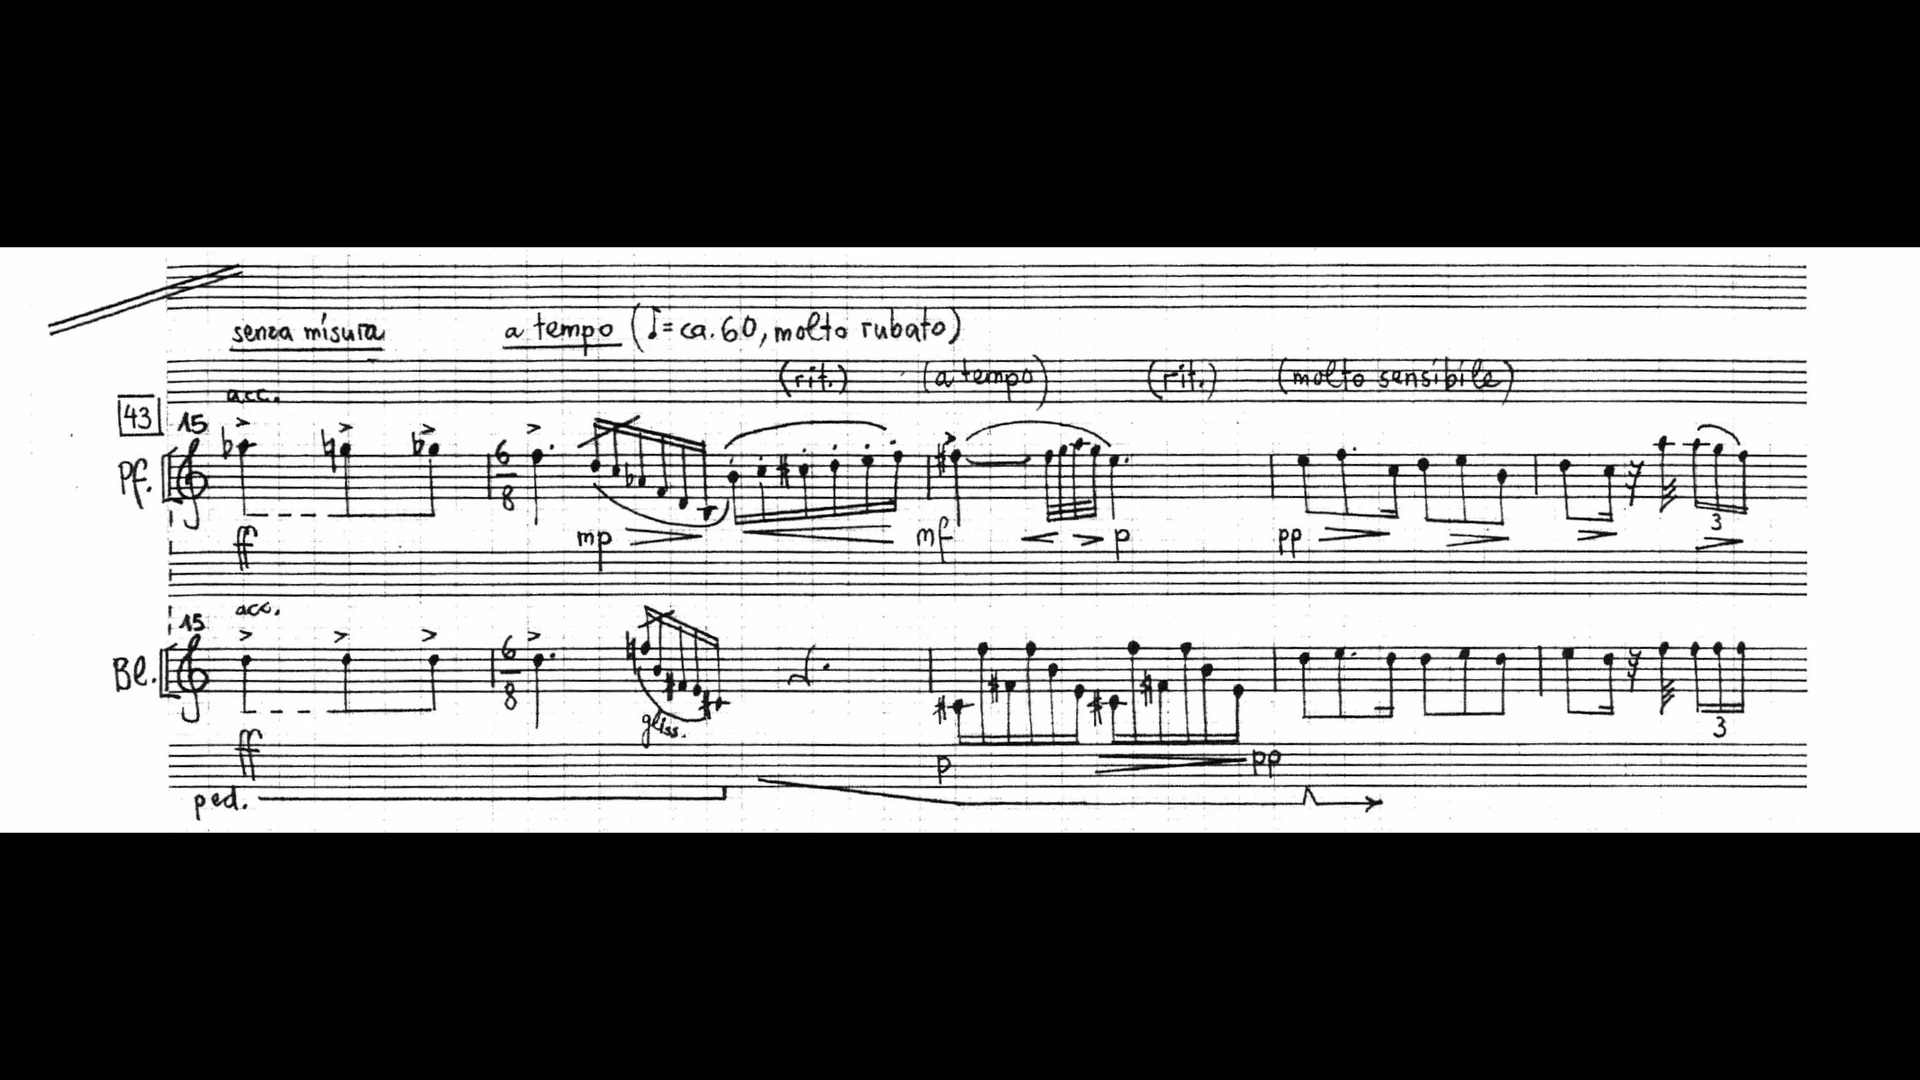 senza misura a tempo (♩= ca. 60, molto rubato)
(rit.) (a tempo) (rit.) (molto sensibile)
acc.
43 15
Pf. 6/8 3
ff mp mf p pp
acc.
15
Bl. 6/8 gliss. 3
ff p pp
ped.